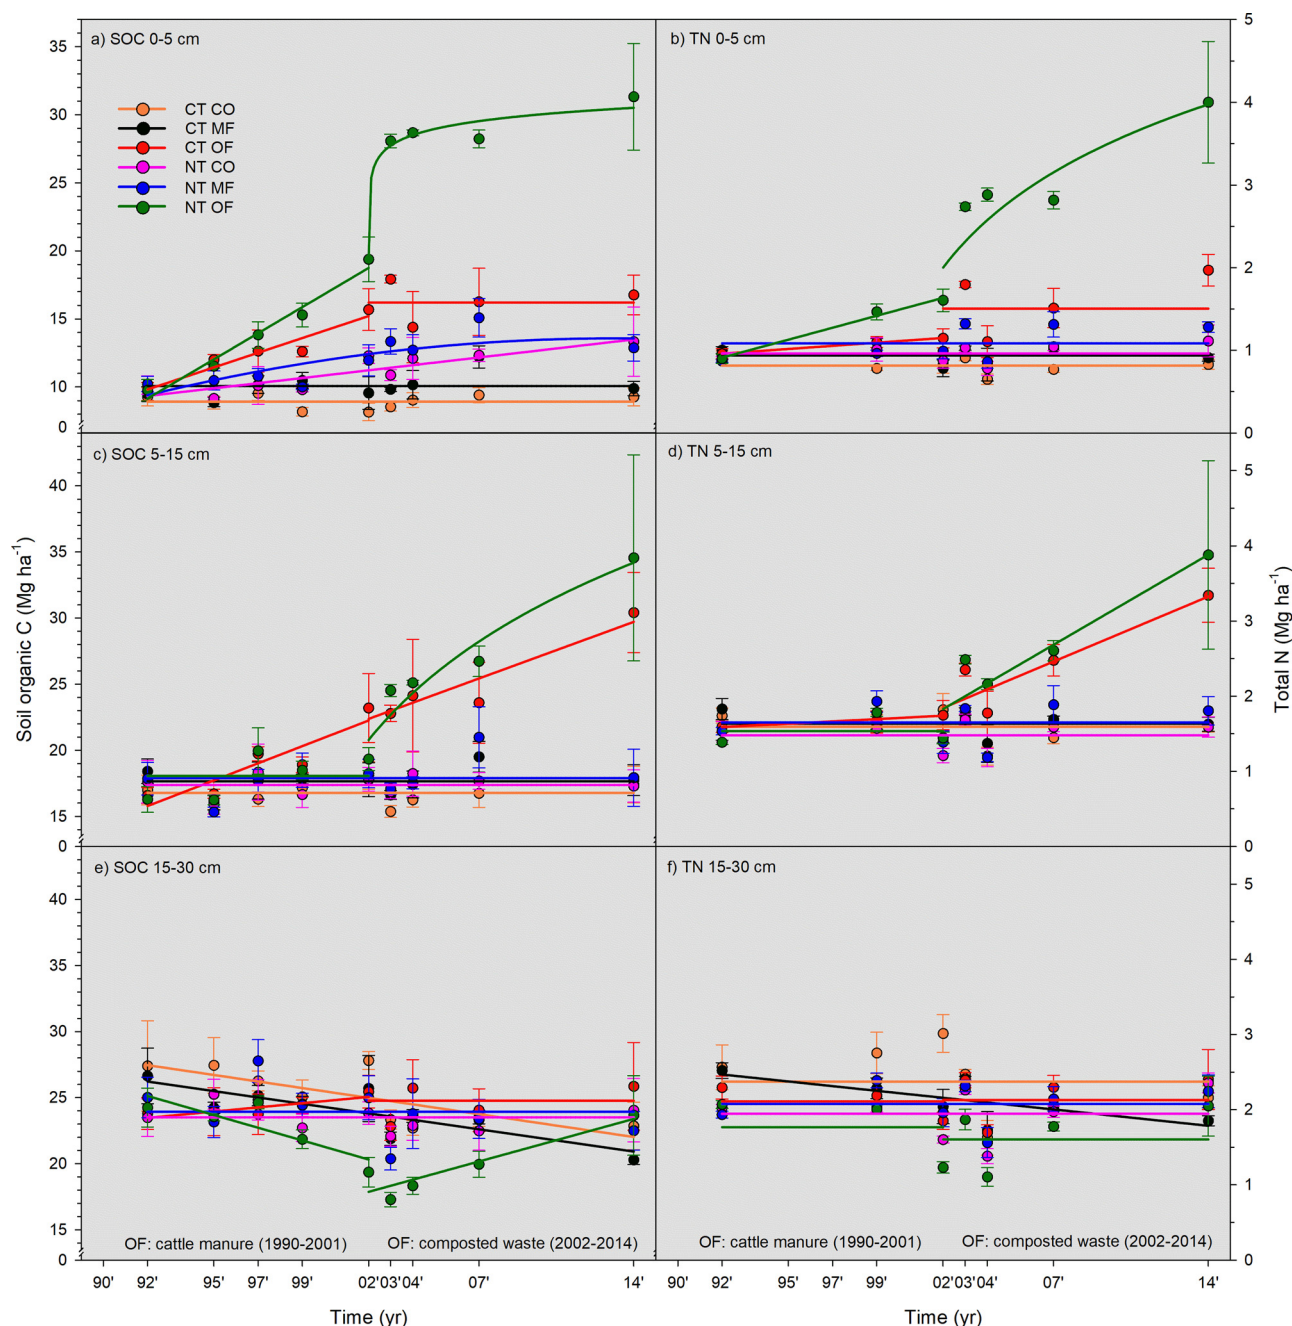 a) SOC 0-5 cm
35
30
25
20
15
10
0
CT CO
CT MF
CT OF
NT CO
NT MF
NT OF
b) TN 0-5 cm
5
4
3
2
1
0
c) SOC 5-15 cm
40
35
30
25
20
15
0
d) TN 5-15 cm
5
4
3
2
1
0
Soil organic C (Mg ha-1)
Total N (Mg ha-1)
e) SOC 15-30 cm
40
35
30
25
20
15
0
OF: cattle manure (1990-2001)
OF: composted waste (2002-2014)
f) TN 15-30 cm
5
4
3
2
1
0
OF: cattle manure (1990-2001)
OF: composted waste (2002-2014)
90' 92' 95' 97' 99' 02'03'04' 07' 14'
90' 92' 95' 97' 99' 02'03'04' 07' 14'
Time (yr)
Time (yr)